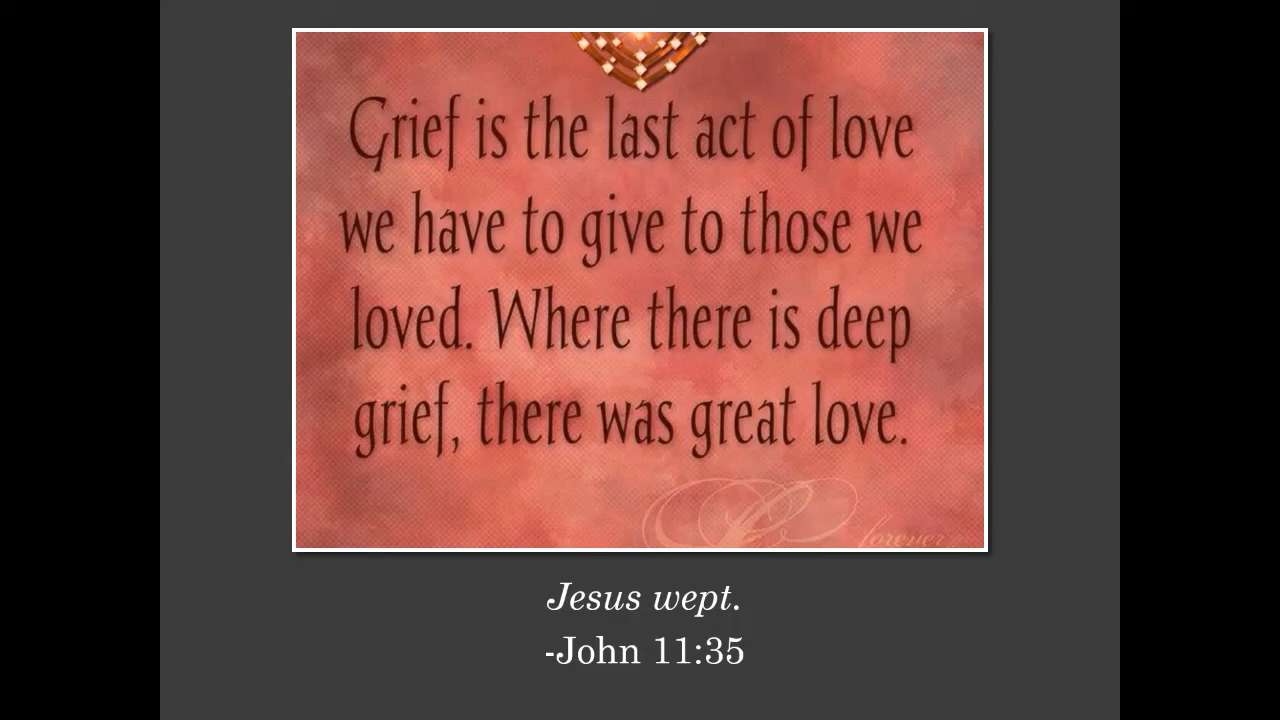 Grief is the last act of love
we have to give to those we
loved. Where there is deep
grief, there was great love.
forever
Jesus wept.
-John 11:35